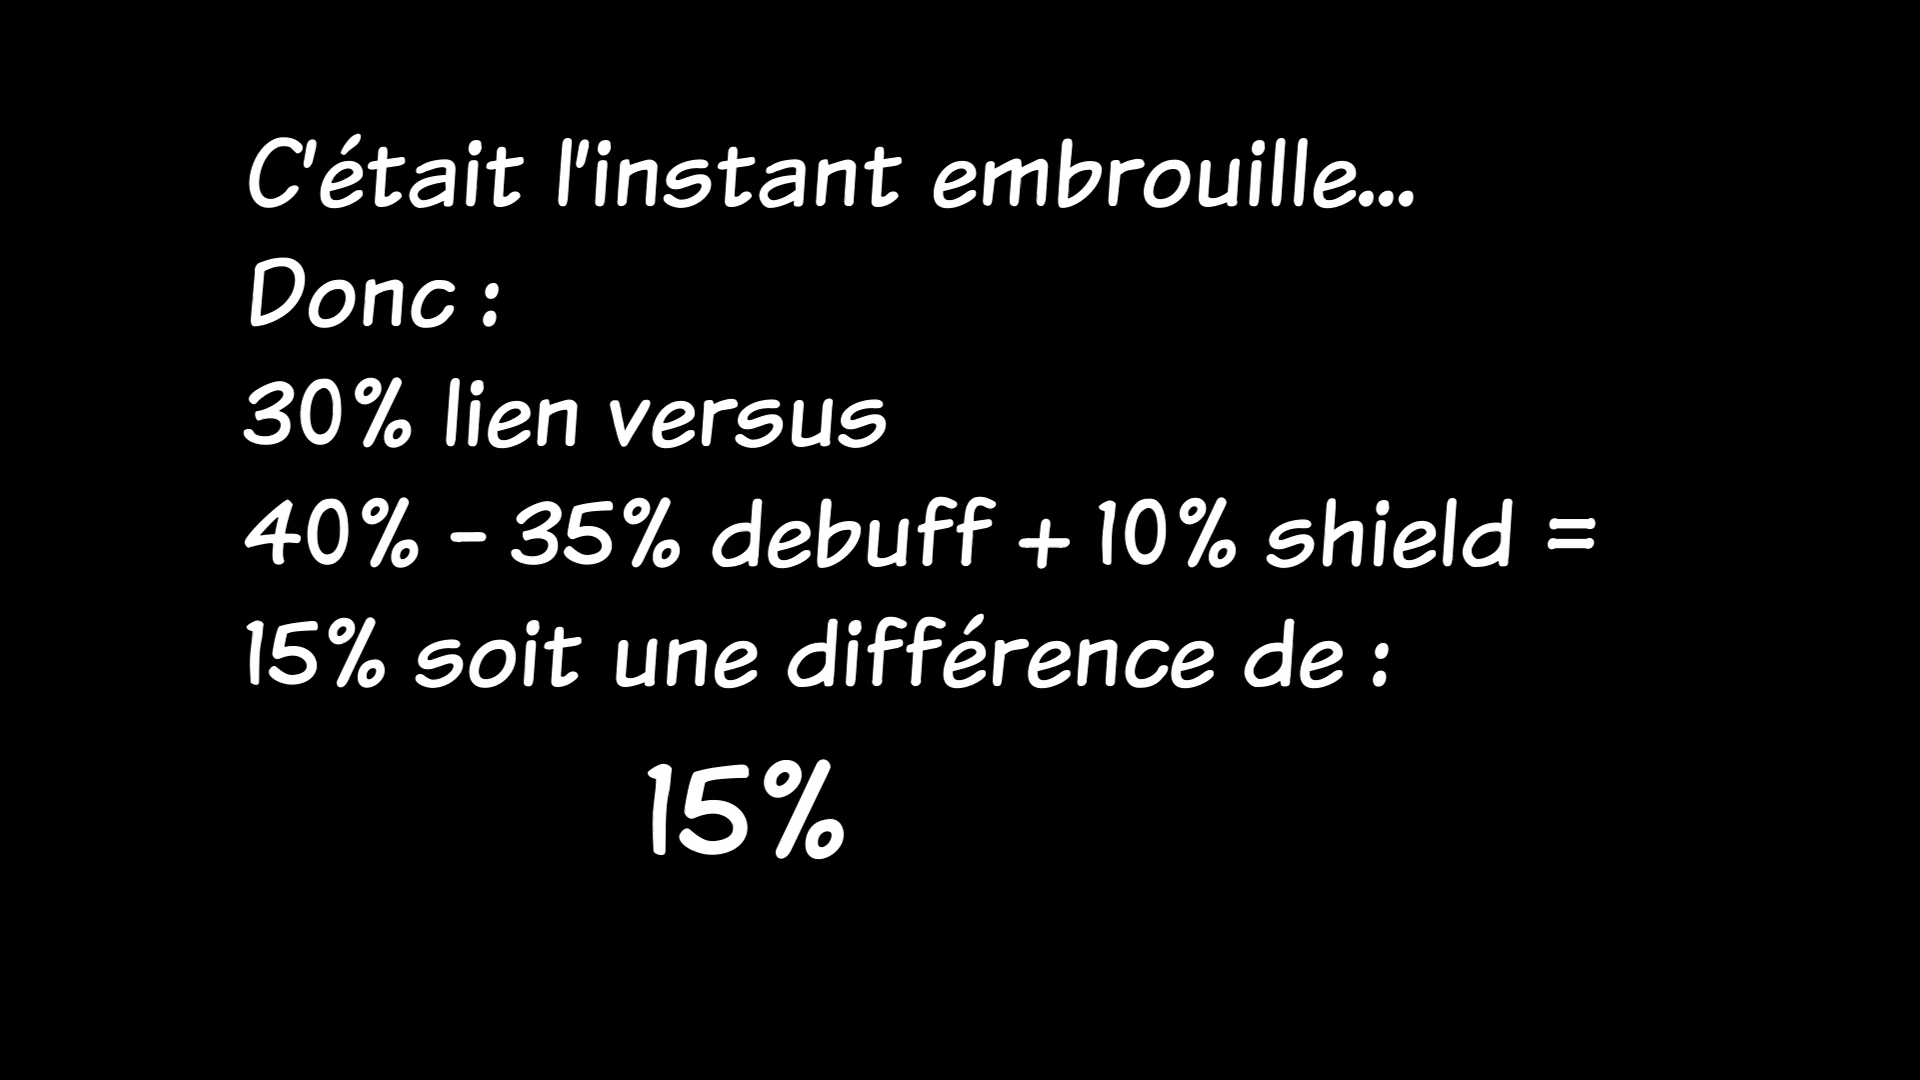 C'était l'instant embrouille...
Donc :
30% lien versus
40% - 35% debuff + 10% shield =
15% soit une différence de :
15%